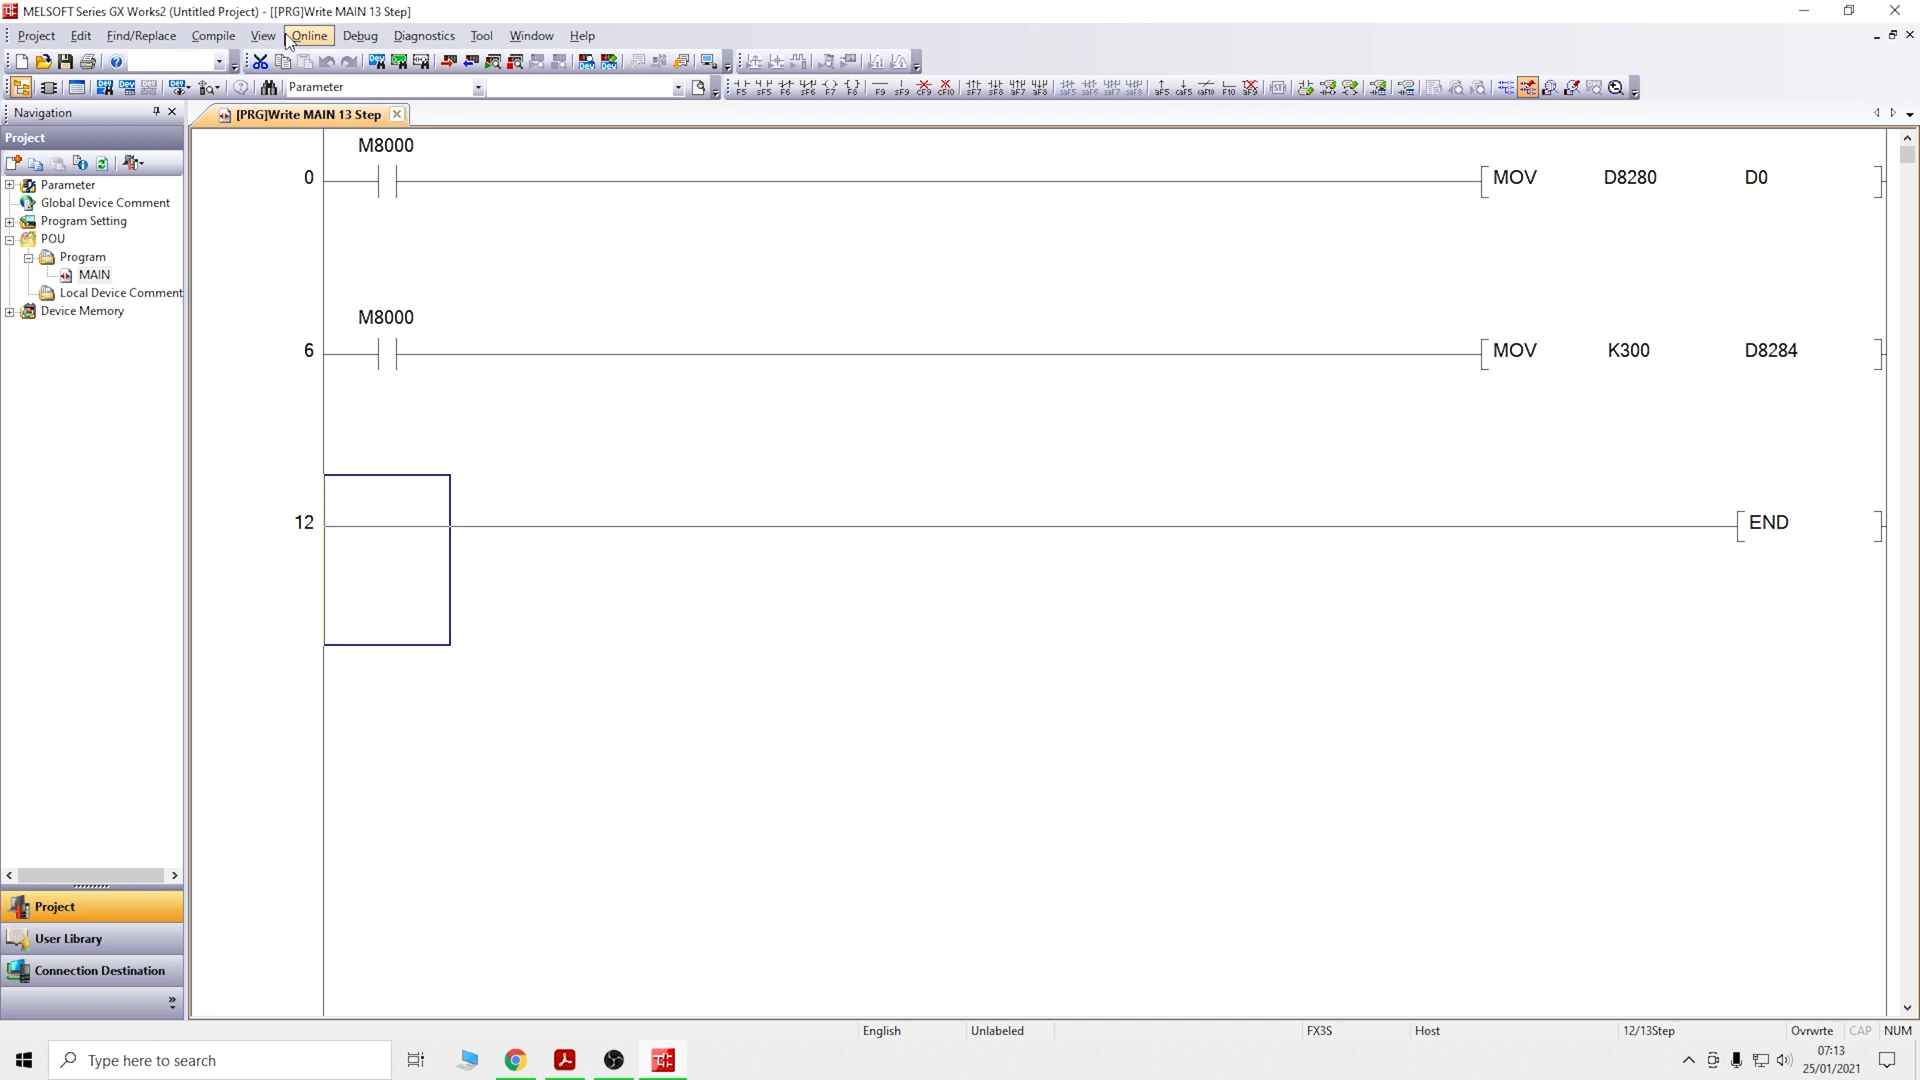 MELSOFT Series GX Works2 (Untitled Project) - [[PRG]Write MAIN 13 Step]
Project Edit Find/Replace Compile View Online Debug Diagnostics Tool Window Help
Parameter
Navigation
[PRG]Write MAIN 13 Step
Project
Parameter
Global Device Comment
Program Setting
POU
Program
MAIN
Local Device Comment
Device Memory
M8000
0 MOV D8280 D0
M8000
6 MOV K300 D8284
12 END
Project
User Library
Connection Destination
English Unlabeled FX3S Host 12/13Step Ovrwrte CAP NUM
Type here to search
07:13
25/01/2021